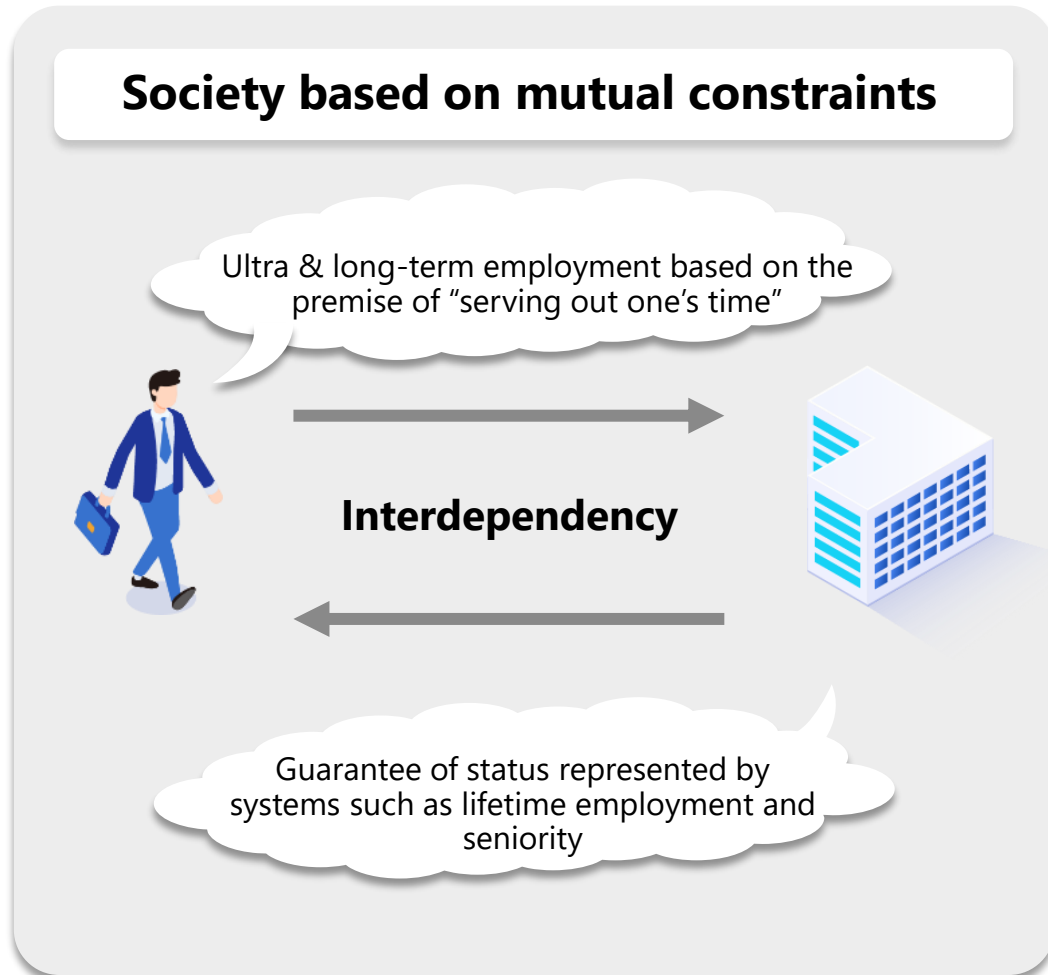 Society based on mutual constraints
Ultra & long-term employment based on the
premise of “serving out one’s time”
Interdependency
Guarantee of status represented by
systems such as lifetime employment and
seniority